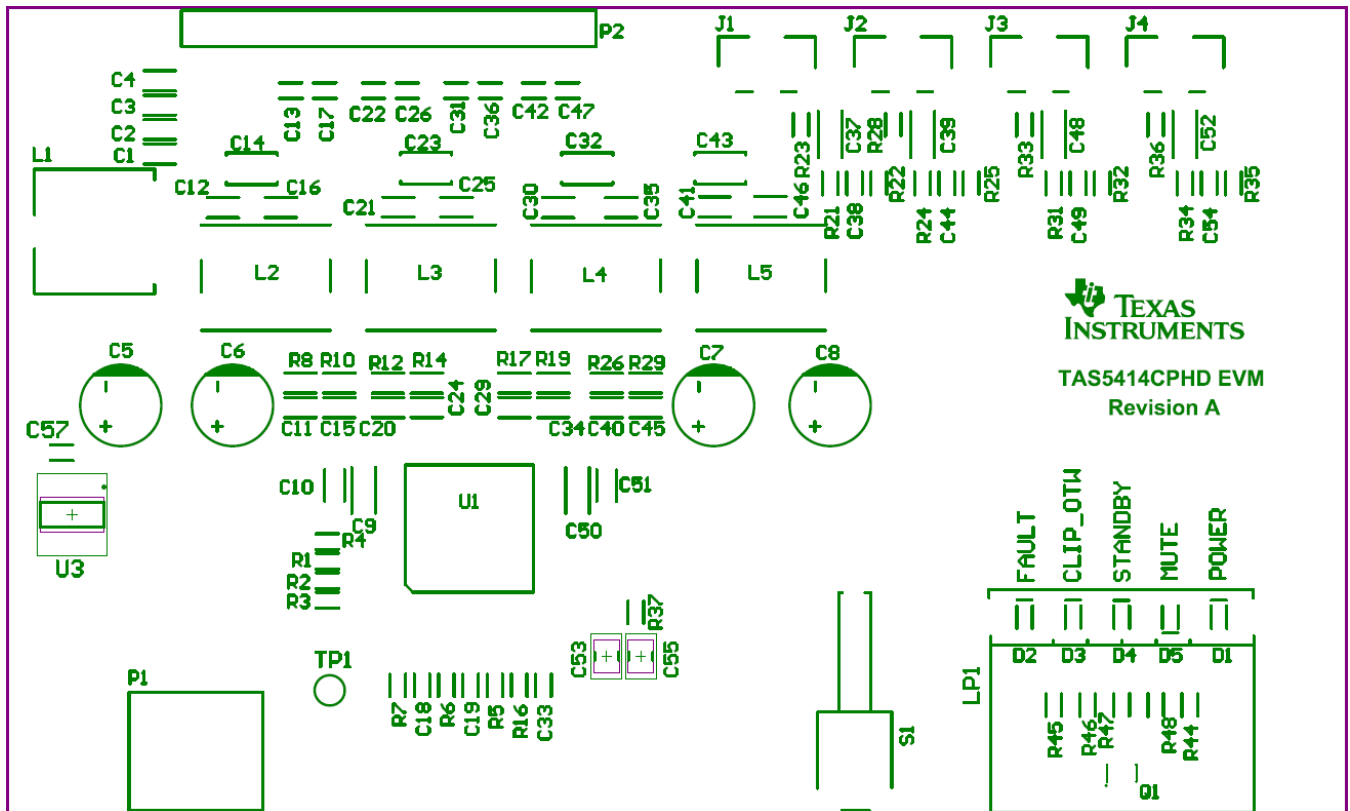 P2
J1
J2
J3
J4
C4
C3
C2
C1
C13
C17
C22
C26
C31
C36
C42
C47
L1
C14
C23
C32
C43
R23
C37
R28
C39
R33
C48
R36
C52
C12
C16
C21
C25
C30
C35
C41
C46
R21
C38
R22
R24
C44
R25
R31
C49
R32
R34
C54
R35
L2
L3
L4
L5
TEXAS
INSTRUMENTS
TAS5414CPHD EVM
Revision A
C5
C6
R8
R10
R12
R14
R17
R19
R26
R29
C7
C8
C24
C29
C57
C11
C15
C20
C34
C40
C45
C10
C9
U1
C50
C51
U3
R4
R1
R2
R3
FAULT
CLIP_OTW
STANDBY
MUTE
POWER
R37
C53
C55
D2
D3
D4
D5
D1
TP1
P1
LP1
R7
C18
R6
C19
R5
R16
C33
S1
R45
R46
R47
R48
R44
Q1